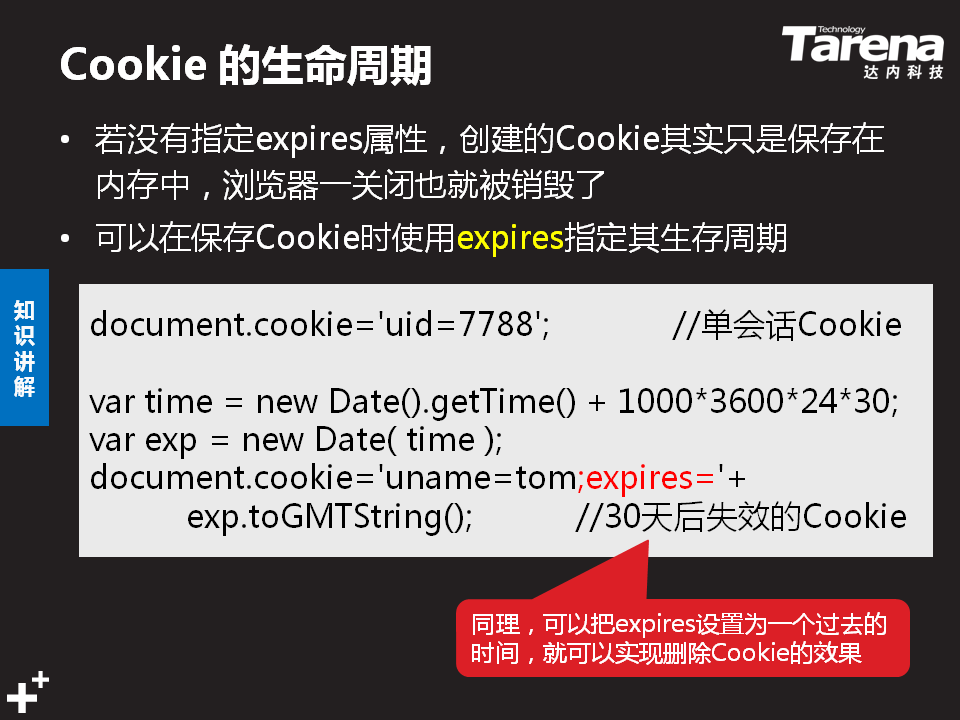 Cookie 的生命周期
Technology
Tarena
达内科技
• 若没有指定expires属性，创建的Cookie其实只是保存在
内存中，浏览器一关闭也就被销毁了
• 可以在保存Cookie时使用expires指定其生存周期
知识讲解
document.cookie='uid=7788'; //单会话Cookie
var time = new Date().getTime() + 1000*3600*24*30;
var exp = new Date( time );
document.cookie='uname=tom;expires='+
exp.toGMTString(); //30天后失效的Cookie
同理，可以把expires设置为一个过去的
时间，就可以实现删除Cookie的效果